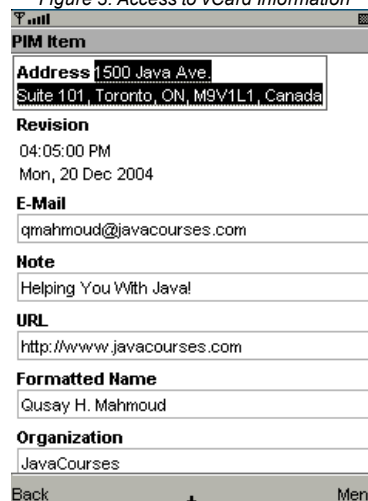 Figure 3. Access to vCard Information
PIM Item
Address 1500 Java Ave.
Suite 101, Toronto, ON, M9V1L1, Canada
Revision
04:05:00 PM
Mon, 20 Dec 2004
E-Mail
qmahmoud@javacourses.com
Note
Helping You With Java!
URL
http://www.javacourses.com
Formatted Name
Qusay H. Mahmoud
Organization
JavaCourses
Back Men